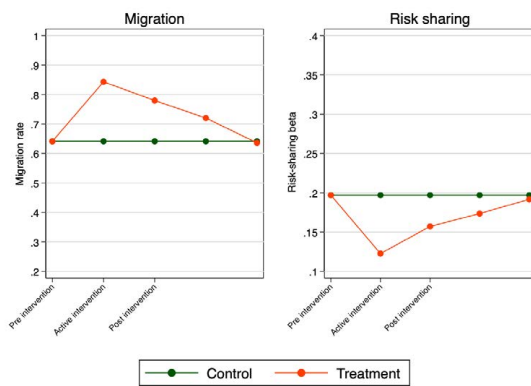 Migration
Migration rate
1
.9
.8
.7
.6
.5
.4
.3
.2
Pre intervention
Active intervention
Post intervention
Risk sharing
Risk-sharing beta
.4
.35
.3
.25
.2
.15
.1
Pre intervention
Active intervention
Post intervention
Control
Treatment